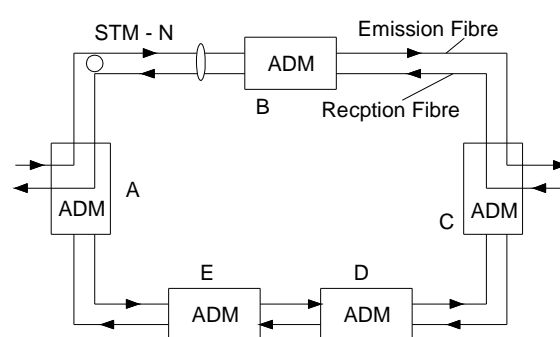 STM - N
Emission Fibre
ADM
B
Recption Fibre
A
ADM
C
ADM
E
D
ADM
ADM